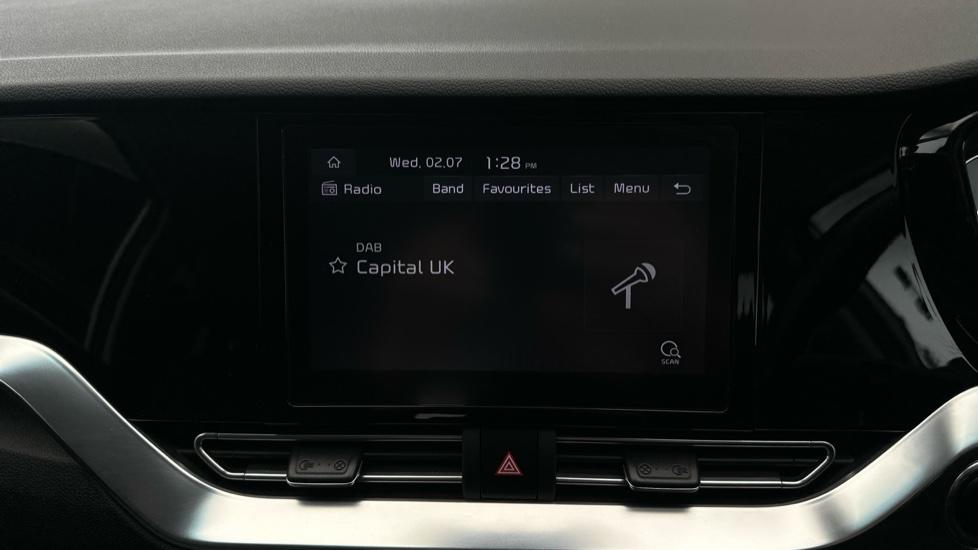 Wed, 02.07 1:28 PM
Radio Band Favourites List Menu
DAB
Capital UK
SCAN